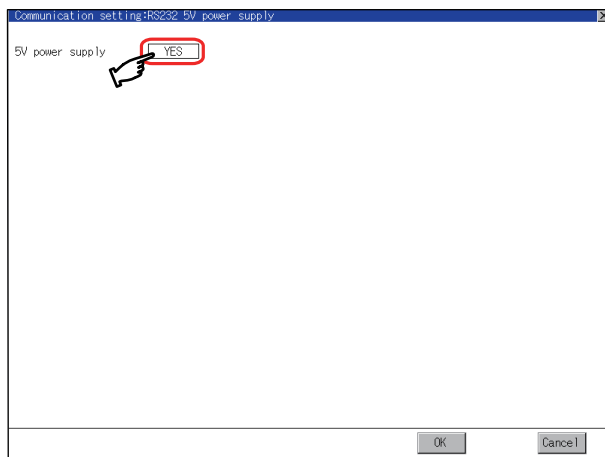 Communication setting:RS232 5V power supply
5V power supply YES
OK Cancel